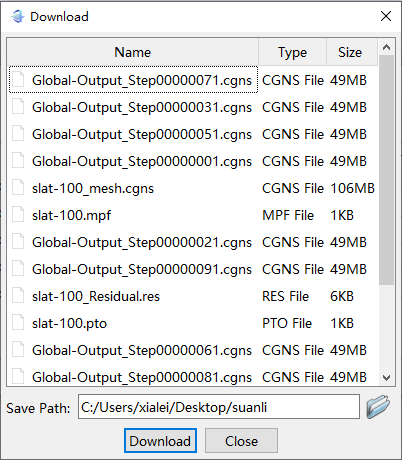 Download
Name Type Size
Global-Output_Step00000071.cgns CGNS File 49MB
Global-Output_Step00000031.cgns CGNS File 49MB
Global-Output_Step00000051.cgns CGNS File 49MB
Global-Output_Step00000001.cgns CGNS File 49MB
slat-100_mesh.cgns CGNS File 106MB
slat-100.mpf MPF File 1KB
Global-Output_Step00000021.cgns CGNS File 49MB
Global-Output_Step00000091.cgns CGNS File 49MB
slat-100_Residual.res RES File 6KB
slat-100.pto PTO File 1KB
Global-Output_Step00000061.cgns CGNS File 49MB
Global-Output_Step00000081.cgns CGNS File 49MB
Save Path: C:/Users/xialei/Desktop/suanli
Download Close